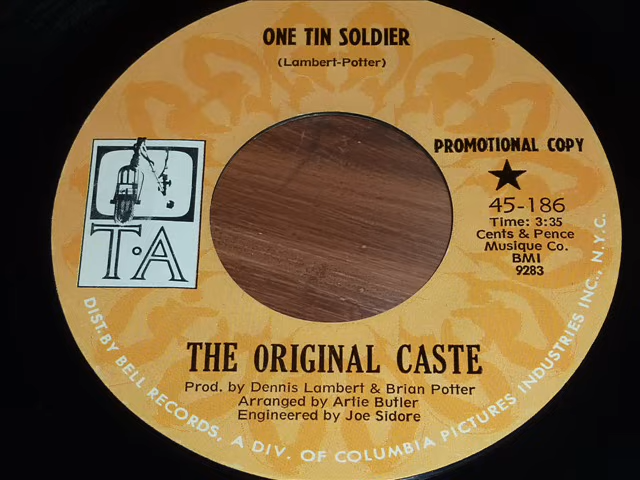 ONE TIN SOLDIER
(Lambert-Potter)
PROMOTIONAL COPY
45-186
Time: 3:35
Cents & Pence
Musique Co.
BMI
9283
T·A
THE ORIGINAL CASTE
Prod. by Dennis Lambert & Brian Potter
Arranged by Artie Butler
Engineered by Joe Sidore
DIST. BY BELL RECORDS, A DIV. OF COLUMBIA PICTURES INDUSTRIES INC., N.Y.C.